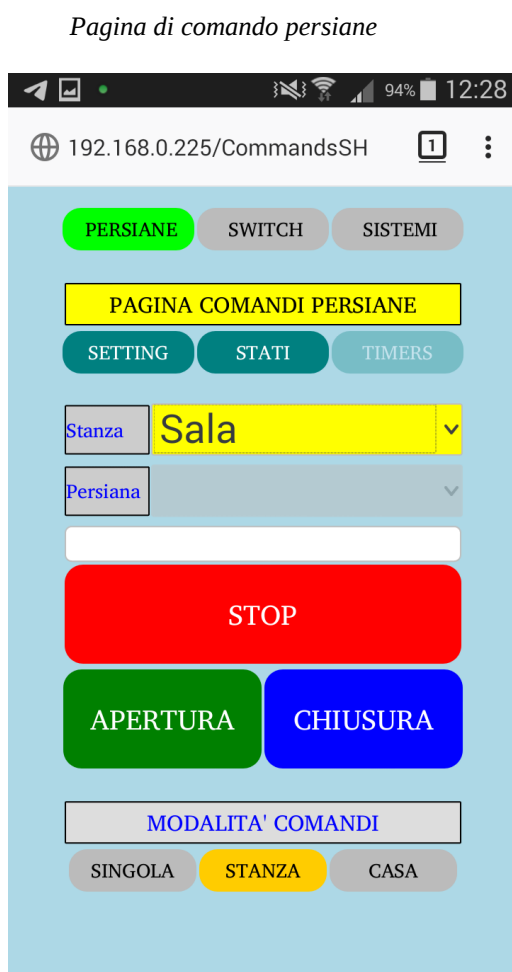 Pagina di comando persiane
94% 12:28
192.168.0.225/CommandsSH 1
PERSIANE SWITCH SISTEMI
PAGINA COMANDI PERSIANE
SETTING STATI TIMERS
Stanza Sala
Persiana
STOP
APERTURA CHIUSURA
MODALITA' COMANDI
SINGOLA STANZA CASA